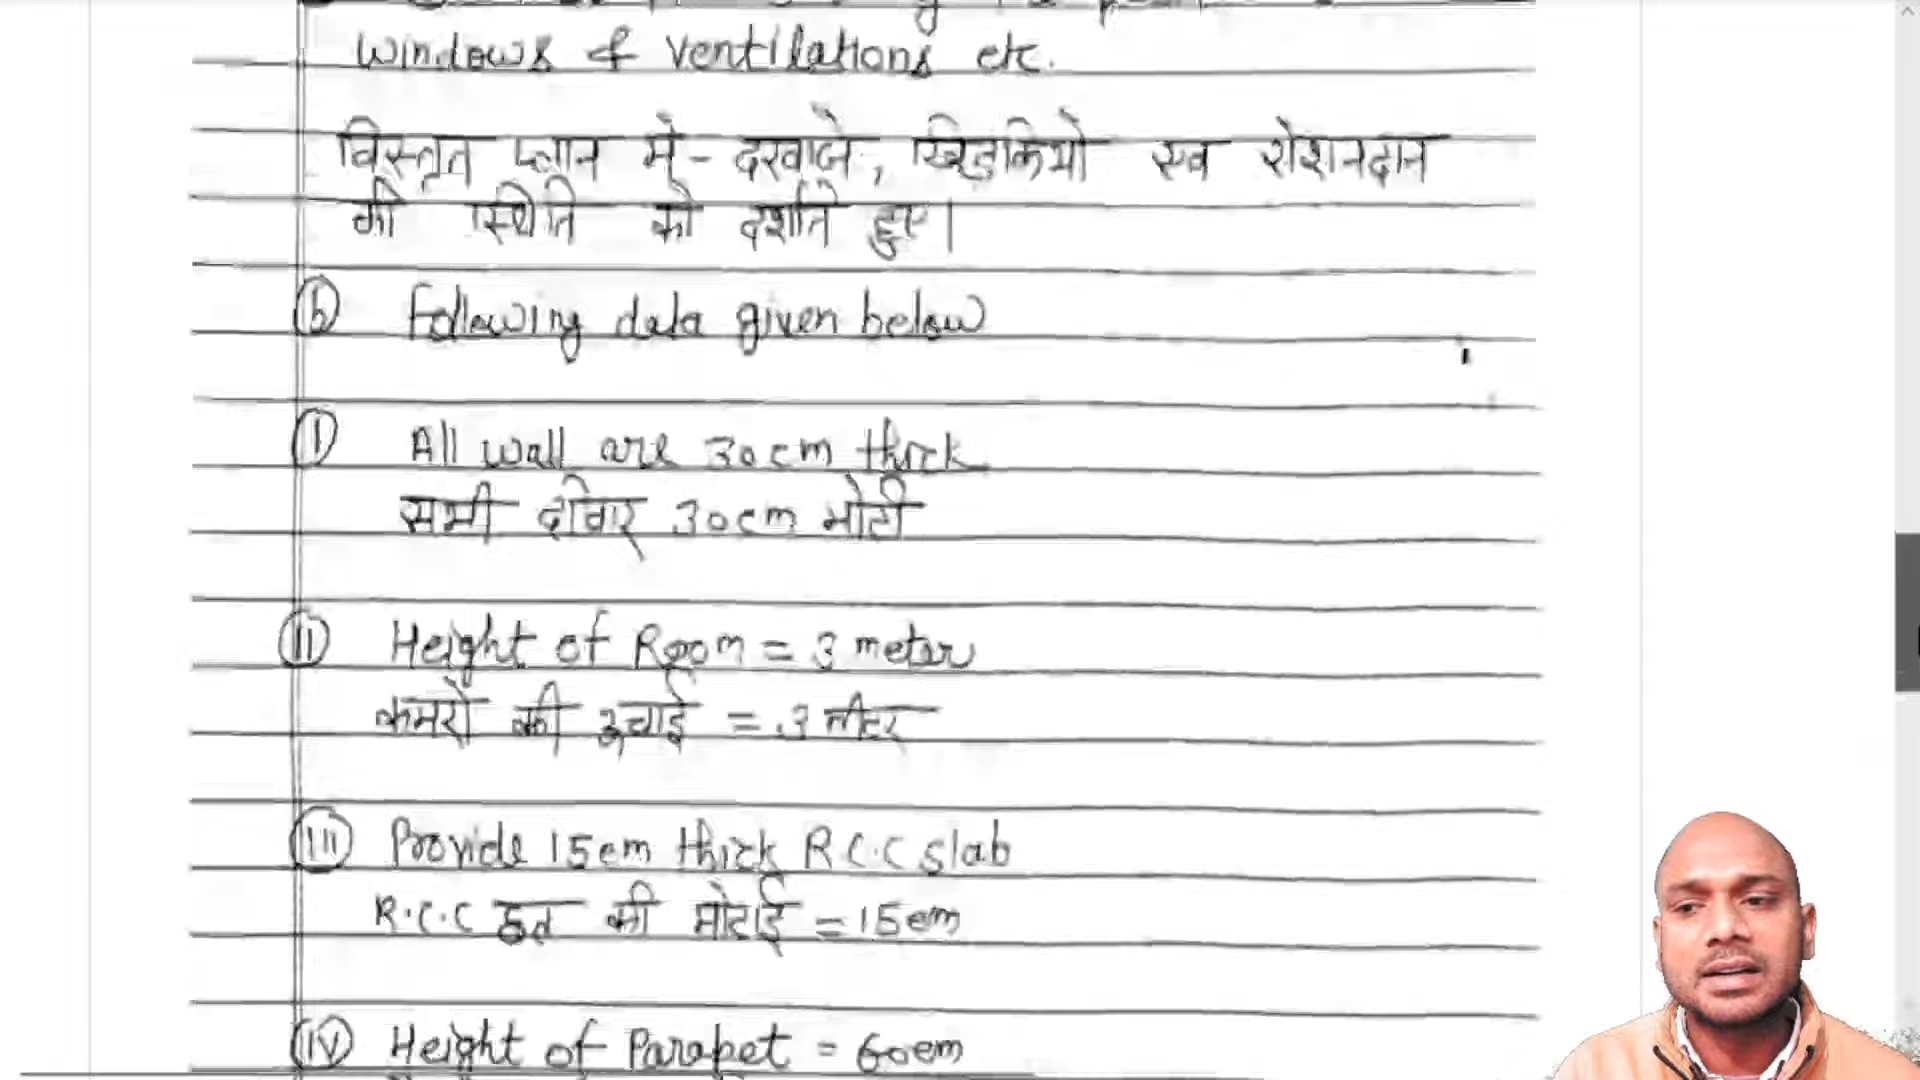 windows & ventilations etc.
विस्तृत प्लान मे - दरवाजे, खिडकियो एव रोशनदान
की स्थिति को दर्शाते हुए।
(b) Following data given below
(i) All wall are 30cm thick
सभी दीवार 30cm मोटी
(ii) Height of Room = 3 meter
कमरो की ऊचाई = 3 मीटर
(iii) Provide 15cm thick R.C.C slab
R.C.C छत की मोटाई = 15cm
(iv) Height of Parapet = 60cm